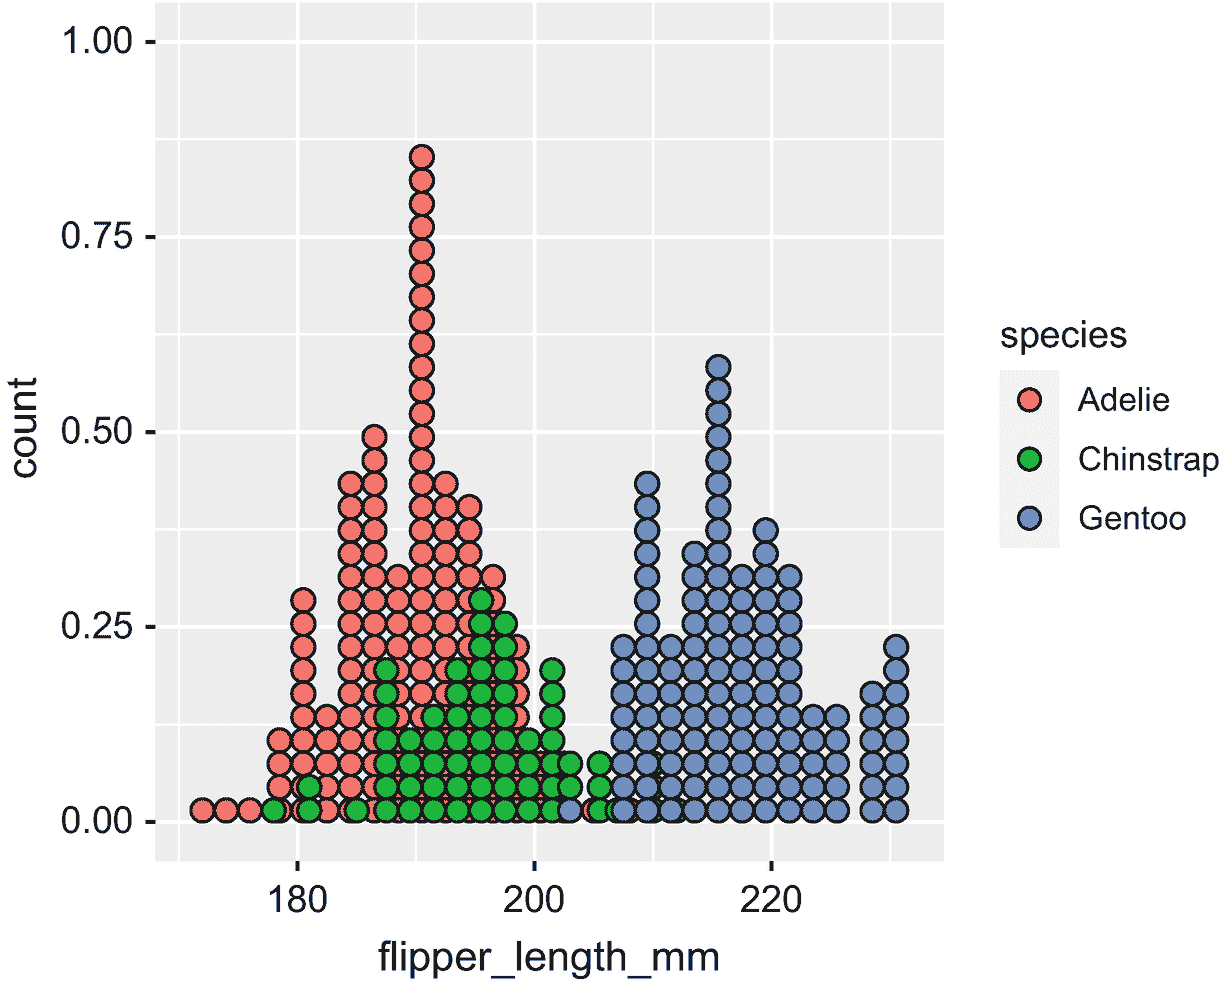 1.00
0.75
0.50
0.25
0.00
count
180 200 220
flipper_length_mm
species
Adelie
Chinstrap
Gentoo